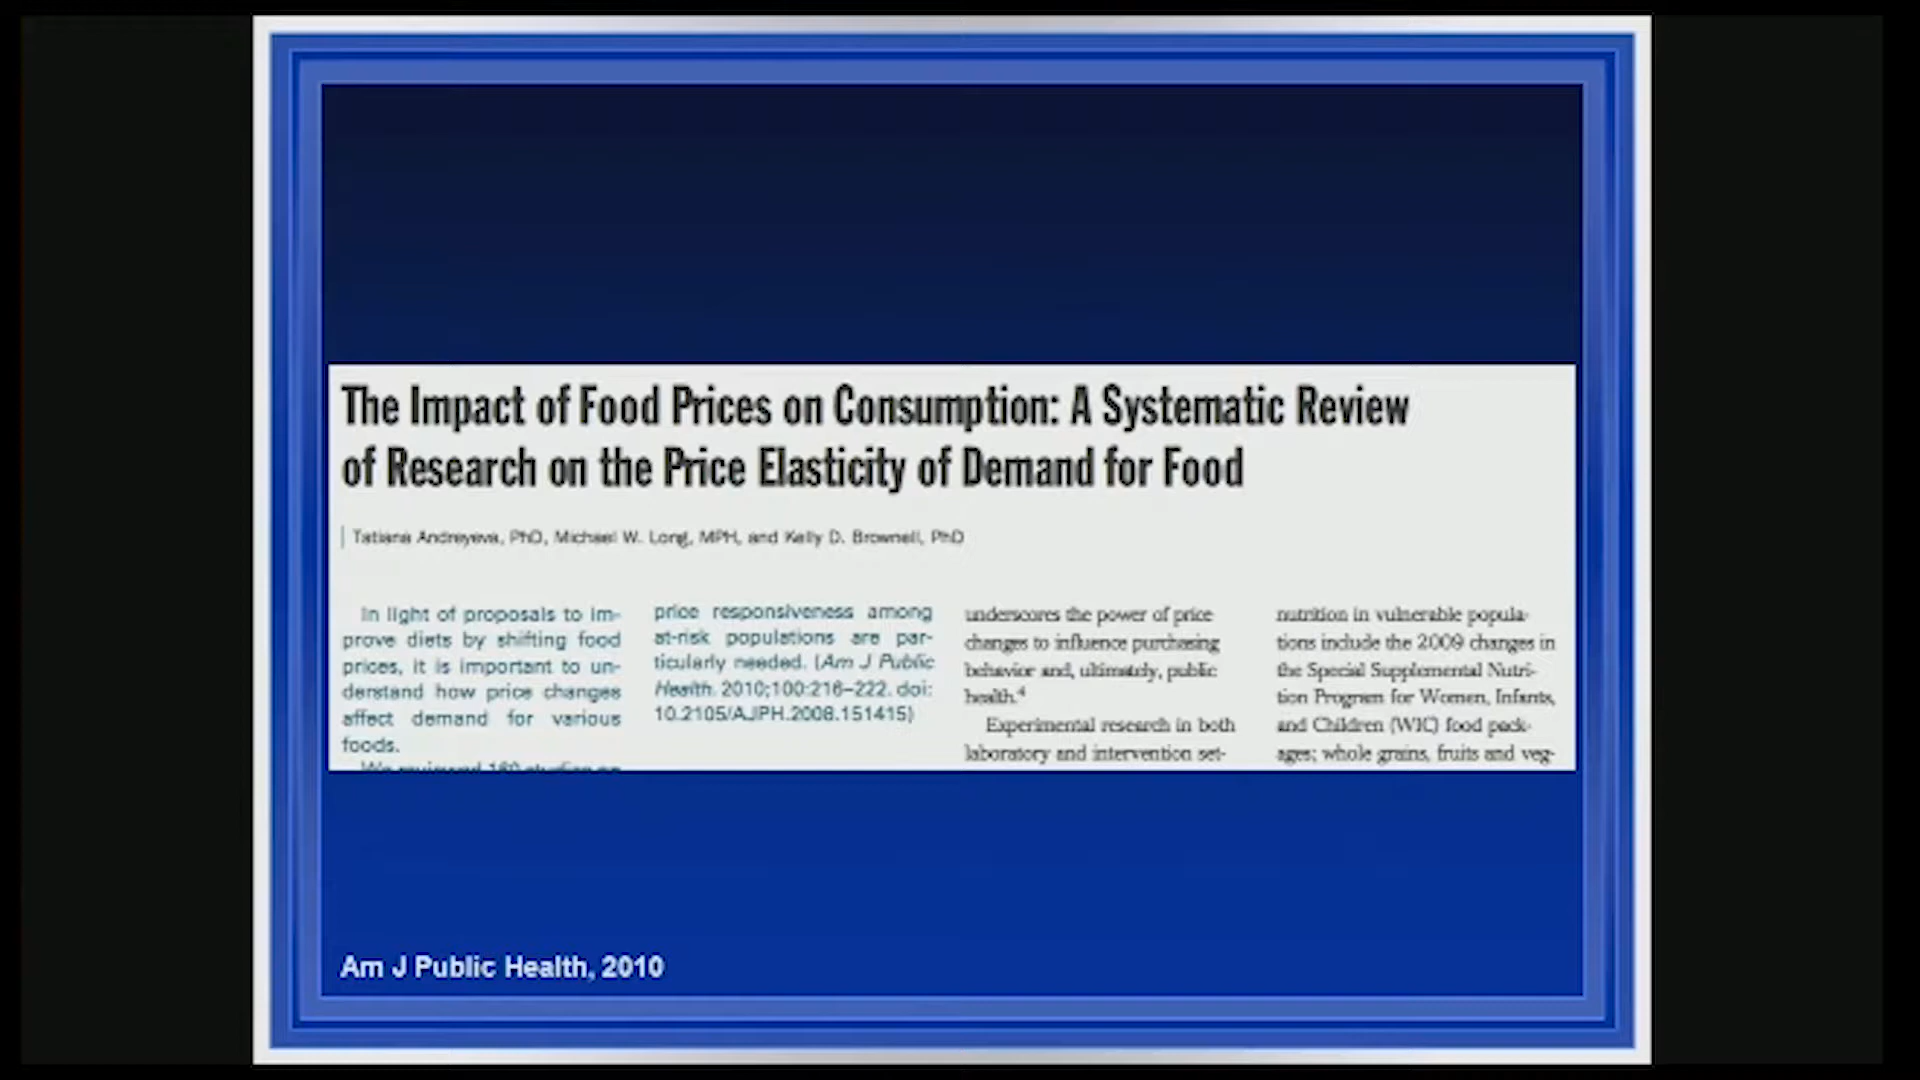 The Impact of Food Prices on Consumption: A Systematic Review
of Research on the Price Elasticity of Demand for Food
Tatiana Andreyeva, PhD, Michael W. Long, MPH, and Kelly D. Brownell, PhD
In light of proposals to im-
prove diets by shifting food
prices, it is important to un-
derstand how price changes
affect demand for various
foods.
We reviewed 160 studies on
price responsiveness among
at-risk populations are par-
ticularly needed. (Am J Public
Health. 2010;100:216–222. doi:
10.2105/AJPH.2008.151415)
underscores the power of price
changes to influence purchasing
behavior and, ultimately, public
health.⁴
Experimental research in both
laboratory and intervention set-
nutrition in vulnerable popula-
tions include the 2009 changes in
the Special Supplemental Nutri-
tion Program for Women, Infants,
and Children (WIC) food pack-
ages; whole grains, fruits and veg-
Am J Public Health, 2010